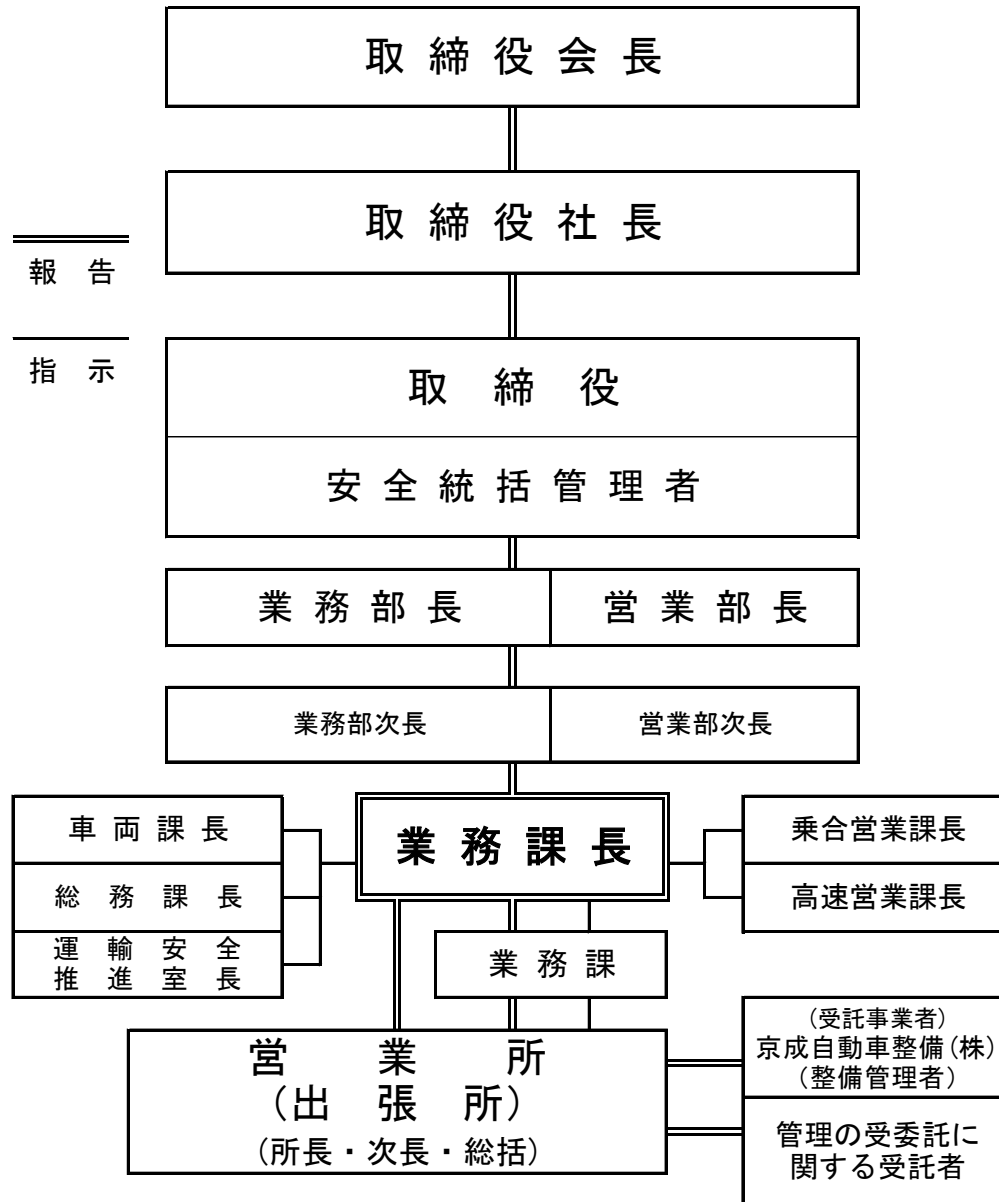 取締役会長
取締役社長
報告
指示
取締役
安全統括管理者
業務部長
営業部長
業務部次長
営業部次長
車両課長
業務課長
乗合営業課長
総務課長
高速営業課長
運輸安全
推進室長
業務課
営業所
(出張所)
(所長・次長・総括)
(受託事業者)
京成自動車整備(株)
(整備管理者)
管理の受委託に
関する受託者